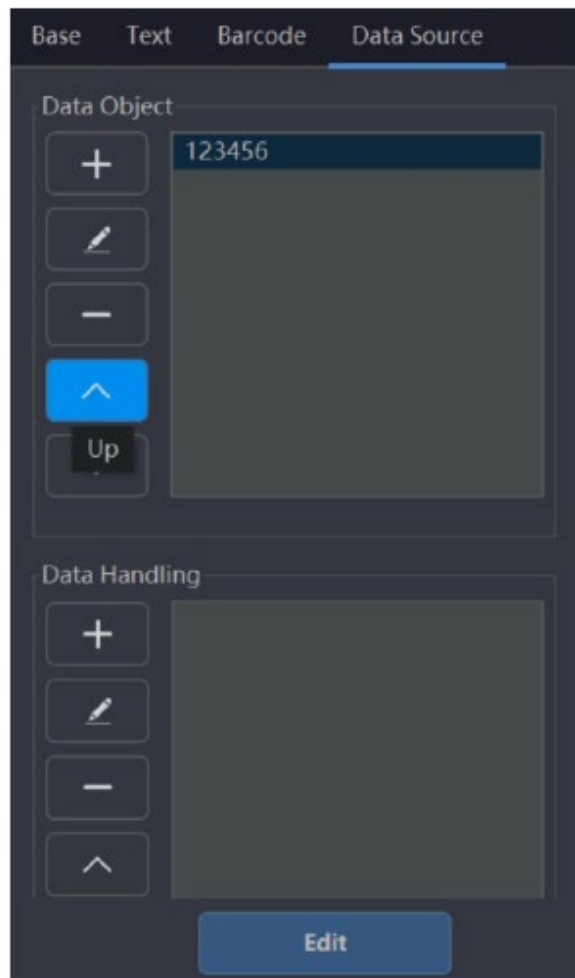 Base Text Barcode Data Source
Data Object
123456
Up
Data Handling
Edit